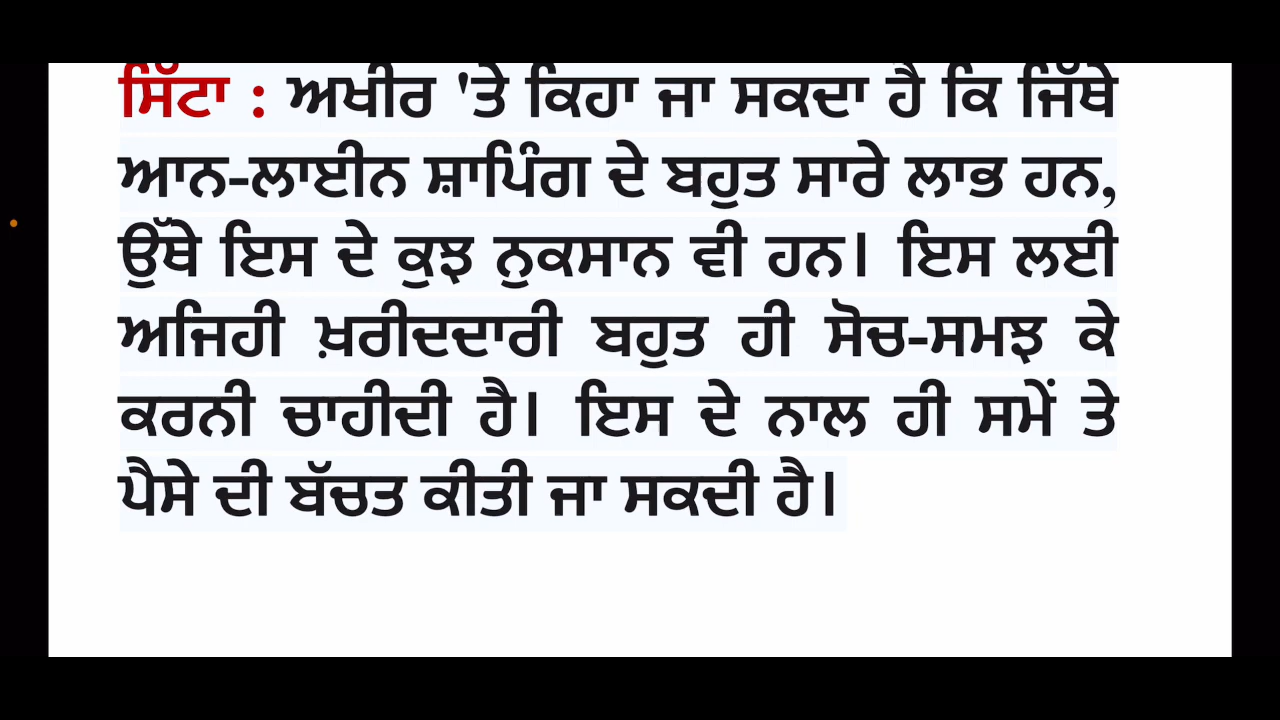 ਸਿੱਟਾ : ਅਖੀਰ 'ਤੇ ਕਿਹਾ ਜਾ ਸਕਦਾ ਹੈ ਕਿ ਜਿੱਥੇ
ਆਨ-ਲਾਈਨ ਸ਼ਾਪਿੰਗ ਦੇ ਬਹੁਤ ਸਾਰੇ ਲਾਭ ਹਨ,
ਉੱਥੇ ਇਸ ਦੇ ਕੁਝ ਨੁਕਸਾਨ ਵੀ ਹਨ। ਇਸ ਲਈ
ਅਜਿਹੀ ਖ਼ਰੀਦਦਾਰੀ ਬਹੁਤ ਹੀ ਸੋਚ-ਸਮਝ ਕੇ
ਕਰਨੀ ਚਾਹੀਦੀ ਹੈ। ਇਸ ਦੇ ਨਾਲ ਹੀ ਸਮੇਂ ਤੇ
ਪੈਸੇ ਦੀ ਬੱਚਤ ਕੀਤੀ ਜਾ ਸਕਦੀ ਹੈ।